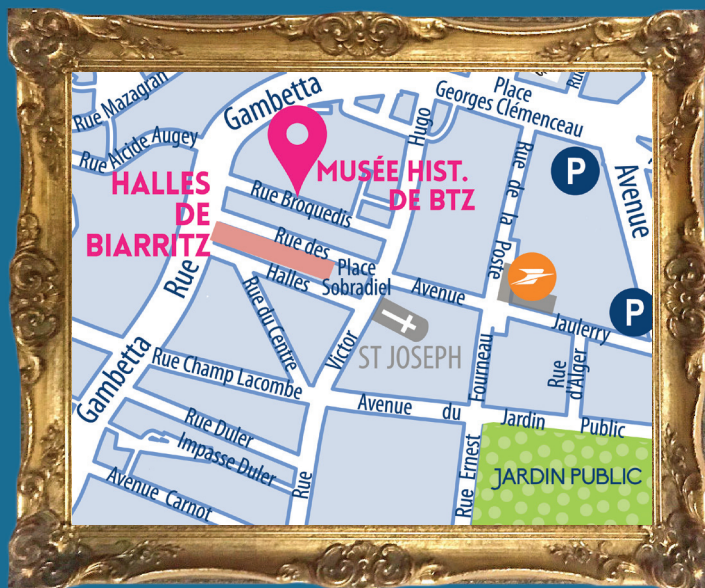 Rue Mazagran
Gambetta
Place
Georges Clémenceau
Hugo
Rue Alcide Augey
Rue de la Poste
P
Avenue
HALLES
DE
BIARRITZ
MUSÉE HIST.
DE BTZ
Rue Broquedis
Rue des
Halles
Place
Sobradiel
Avenue
Jaulerry
P
Rue
Gambetta
Rue du Centre
Victor
ST JOSEPH
Fourneau
Rue
d'Alger
Rue Champ Lacombe
Avenue du Jardin Public
Rue Duler
Impasse Duler
Avenue Carnot
Rue
Rue Ernest
JARDIN PUBLIC